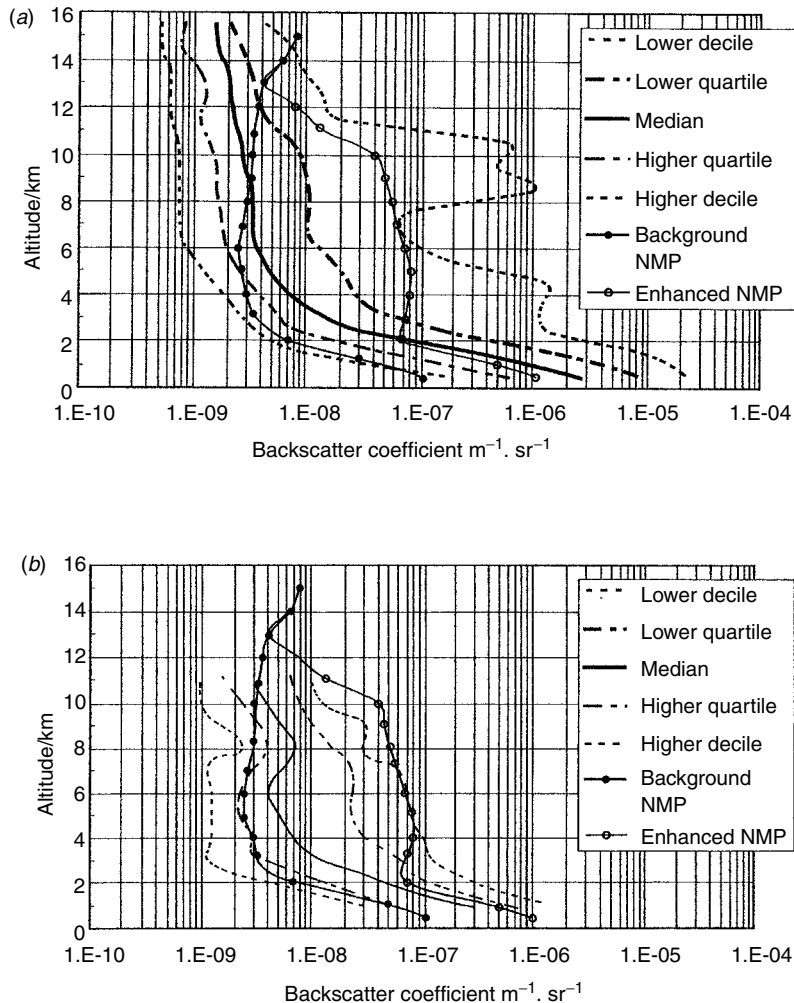 (a)
16
14
12
10
8
6
4
2
0
Altitude/km
1.E-10 1.E-09 1.E-08 1.E-07 1.E-06 1.E-05 1.E-04
Backscatter coefficient m⁻¹. sr⁻¹
Lower decile
Lower quartile
Median
Higher quartile
Higher decile
Background
NMP
Enhanced NMP
(b)
16
14
12
10
8
6
4
2
0
Altitude/km
1.E-10 1.E-09 1.E-08 1.E-07 1.E-06 1.E-05 1.E-04
Backscatter coefficient m⁻¹. sr⁻¹
Lower decile
Lower quartile
Median
Higher quartile
Higher decile
Background
NMP
Enhanced NMP